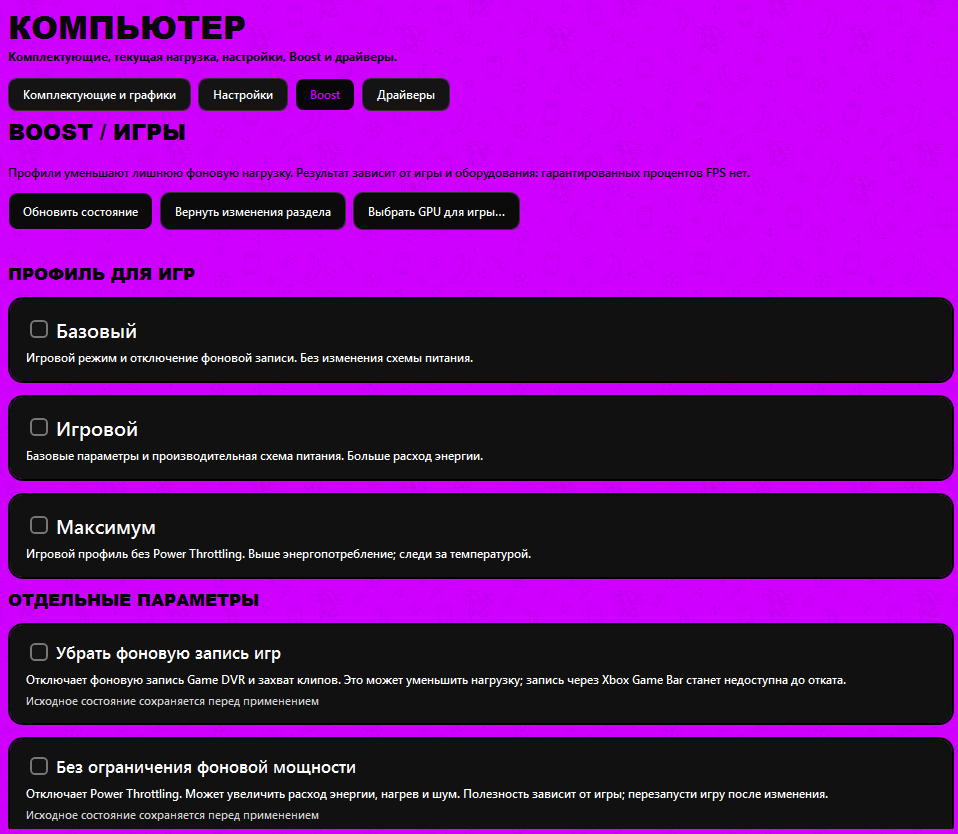 КОМПЬЮТЕР
Комплектующие, текущая нагрузка, настройки, Boost и драйверы.
Комплектующие и графики
Настройки
Boost
Драйверы
BOOST / ИГРЫ
Профили уменьшают лишнюю фоновую нагрузку. Результат зависит от игры и оборудования: гарантированных процентов FPS нет.
Обновить состояние
Вернуть изменения раздела
Выбрать GPU для игры...
ПРОФИЛЬ ДЛЯ ИГР
Базовый
Игровой режим и отключение фоновой записи. Без изменения схемы питания.
Игровой
Базовые параметры и производительная схема питания. Больше расход энергии.
Максимум
Игровой профиль без Power Throttling. Выше энергопотребление; следи за температурой.
ОТДЕЛЬНЫЕ ПАРАМЕТРЫ
Убрать фоновую запись игр
Отключает фоновую запись Game DVR и захват клипов. Это может уменьшить нагрузку; запись через Xbox Game Bar станет недоступна до отката.
Исходное состояние сохраняется перед применением
Без ограничения фоновой мощности
Отключает Power Throttling. Может увеличить расход энергии, нагрев и шум. Полезность зависит от игры; перезапусти игру после изменения.
Исходное состояние сохраняется перед применением